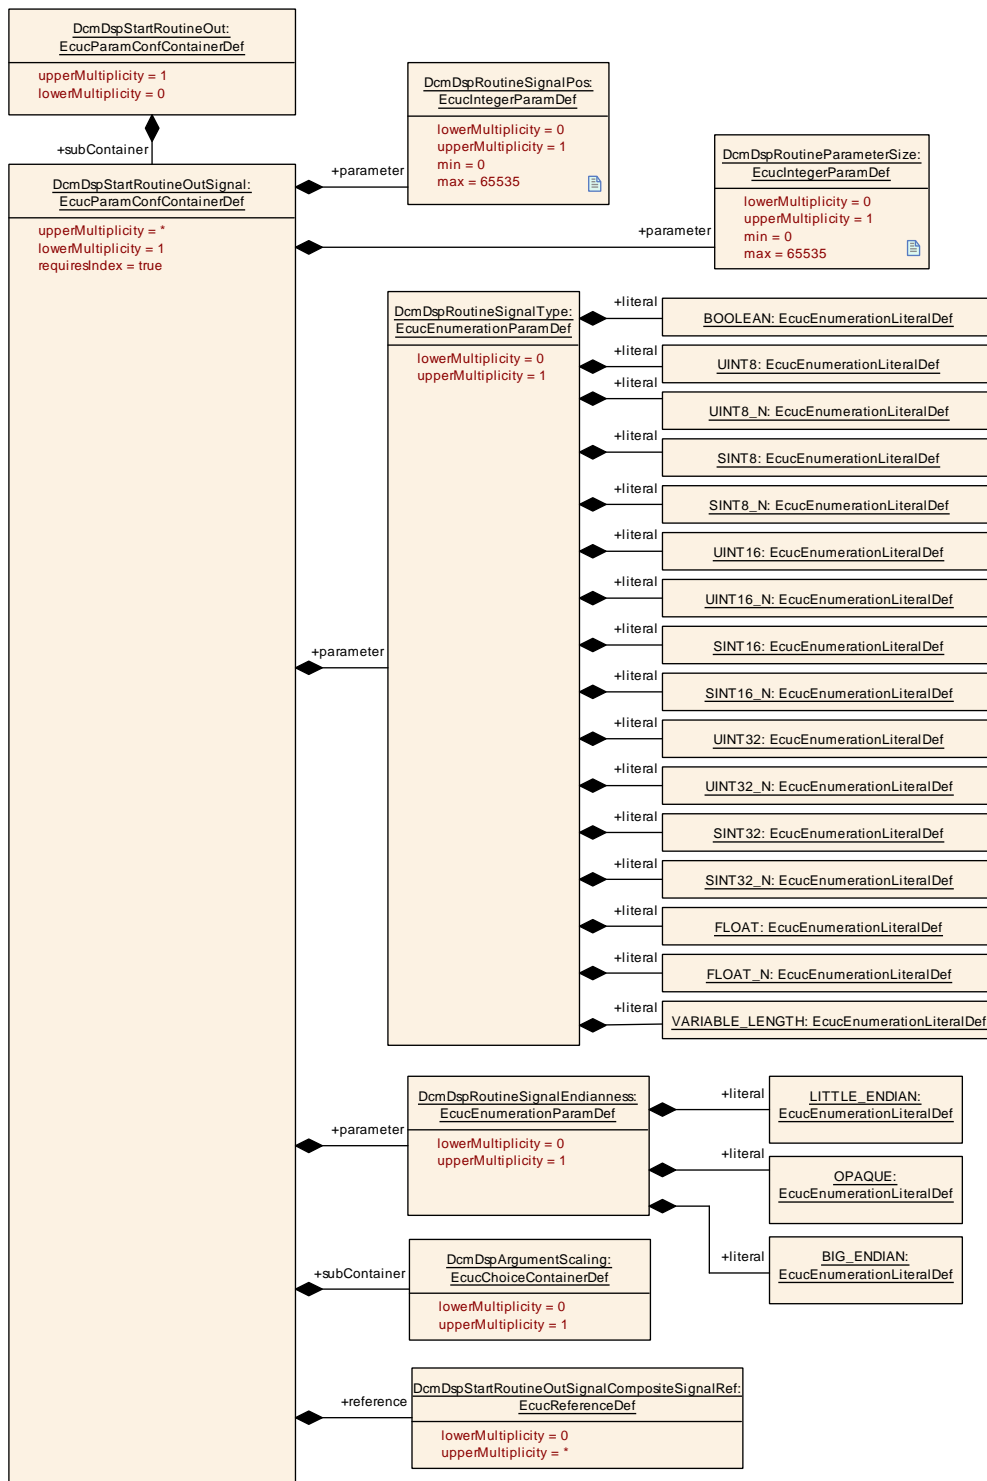 DcmDspStartRoutineOut:
EcucParamConfContainerDef
upperMultiplicity = 1
lowerMultiplicity = 0
+subContainer
DcmDspStartRoutineOutSignal:
EcucParamConfContainerDef
upperMultiplicity = *
lowerMultiplicity = 1
requiresIndex = true
+parameter
DcmDspRoutineSignalPos:
EcucIntegerParamDef
lowerMultiplicity = 0
upperMultiplicity = 1
min = 0
max = 65535
+parameter
DcmDspRoutineParameterSize:
EcucIntegerParamDef
lowerMultiplicity = 0
upperMultiplicity = 1
min = 0
max = 65535
+parameter
DcmDspRoutineSignalType:
EcucEnumerationParamDef
lowerMultiplicity = 0
upperMultiplicity = 1
+literal
BOOLEAN: EcucEnumerationLiteralDef
+literal
UINT8: EcucEnumerationLiteralDef
+literal
UINT8_N: EcucEnumerationLiteralDef
+literal
SINT8: EcucEnumerationLiteralDef
+literal
SINT8_N: EcucEnumerationLiteralDef
+literal
UINT16: EcucEnumerationLiteralDef
+literal
UINT16_N: EcucEnumerationLiteralDef
+literal
SINT16: EcucEnumerationLiteralDef
+literal
SINT16_N: EcucEnumerationLiteralDef
+literal
UINT32: EcucEnumerationLiteralDef
+literal
UINT32_N: EcucEnumerationLiteralDef
+literal
SINT32: EcucEnumerationLiteralDef
+literal
SINT32_N: EcucEnumerationLiteralDef
+literal
FLOAT: EcucEnumerationLiteralDef
+literal
FLOAT_N: EcucEnumerationLiteralDef
+literal
VARIABLE_LENGTH: EcucEnumerationLiteralDef
+parameter
DcmDspRoutineSignalEndianness:
EcucEnumerationParamDef
lowerMultiplicity = 0
upperMultiplicity = 1
+literal
LITTLE_ENDIAN:
EcucEnumerationLiteralDef
+literal
OPAQUE:
EcucEnumerationLiteralDef
+literal
BIG_ENDIAN:
EcucEnumerationLiteralDef
+subContainer
DcmDspArgumentScaling:
EcucChoiceContainerDef
lowerMultiplicity = 0
upperMultiplicity = 1
+reference
DcmDspStartRoutineOutSignalCompositeSignalRef:
EcucReferenceDef
lowerMultiplicity = 0
upperMultiplicity = *